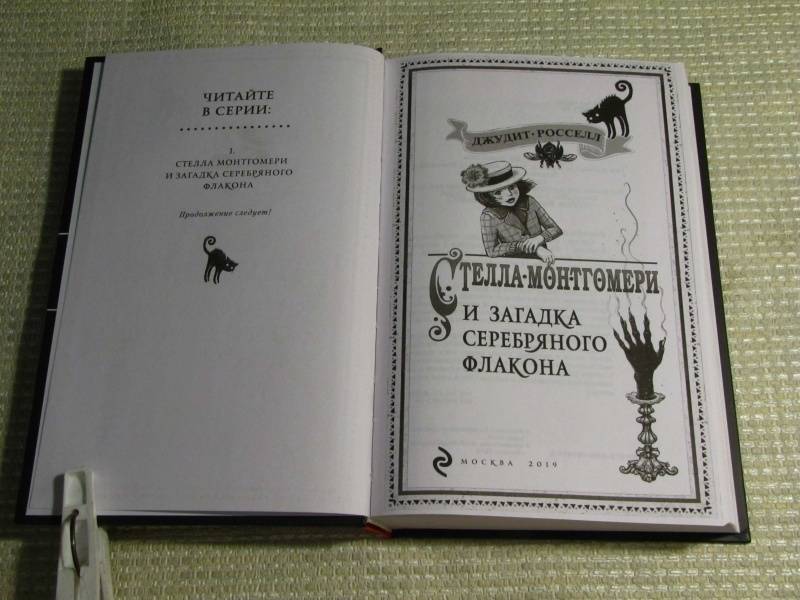 ЧИТАЙТЕ
В СЕРИИ:
1.
СТЕЛЛА МОНТГОМЕРИ
И ЗАГАДКА СЕРЕБРЯНОГО
ФЛАКОНА
Продолжение следует!
ДЖУДИТ·РОССЕЛЛ
СТЕЛЛА·МОНТГОМЕРИ
И ЗАГАДКА
СЕРЕБРЯНОГО
ФЛАКОНА
МОСКВА 2019